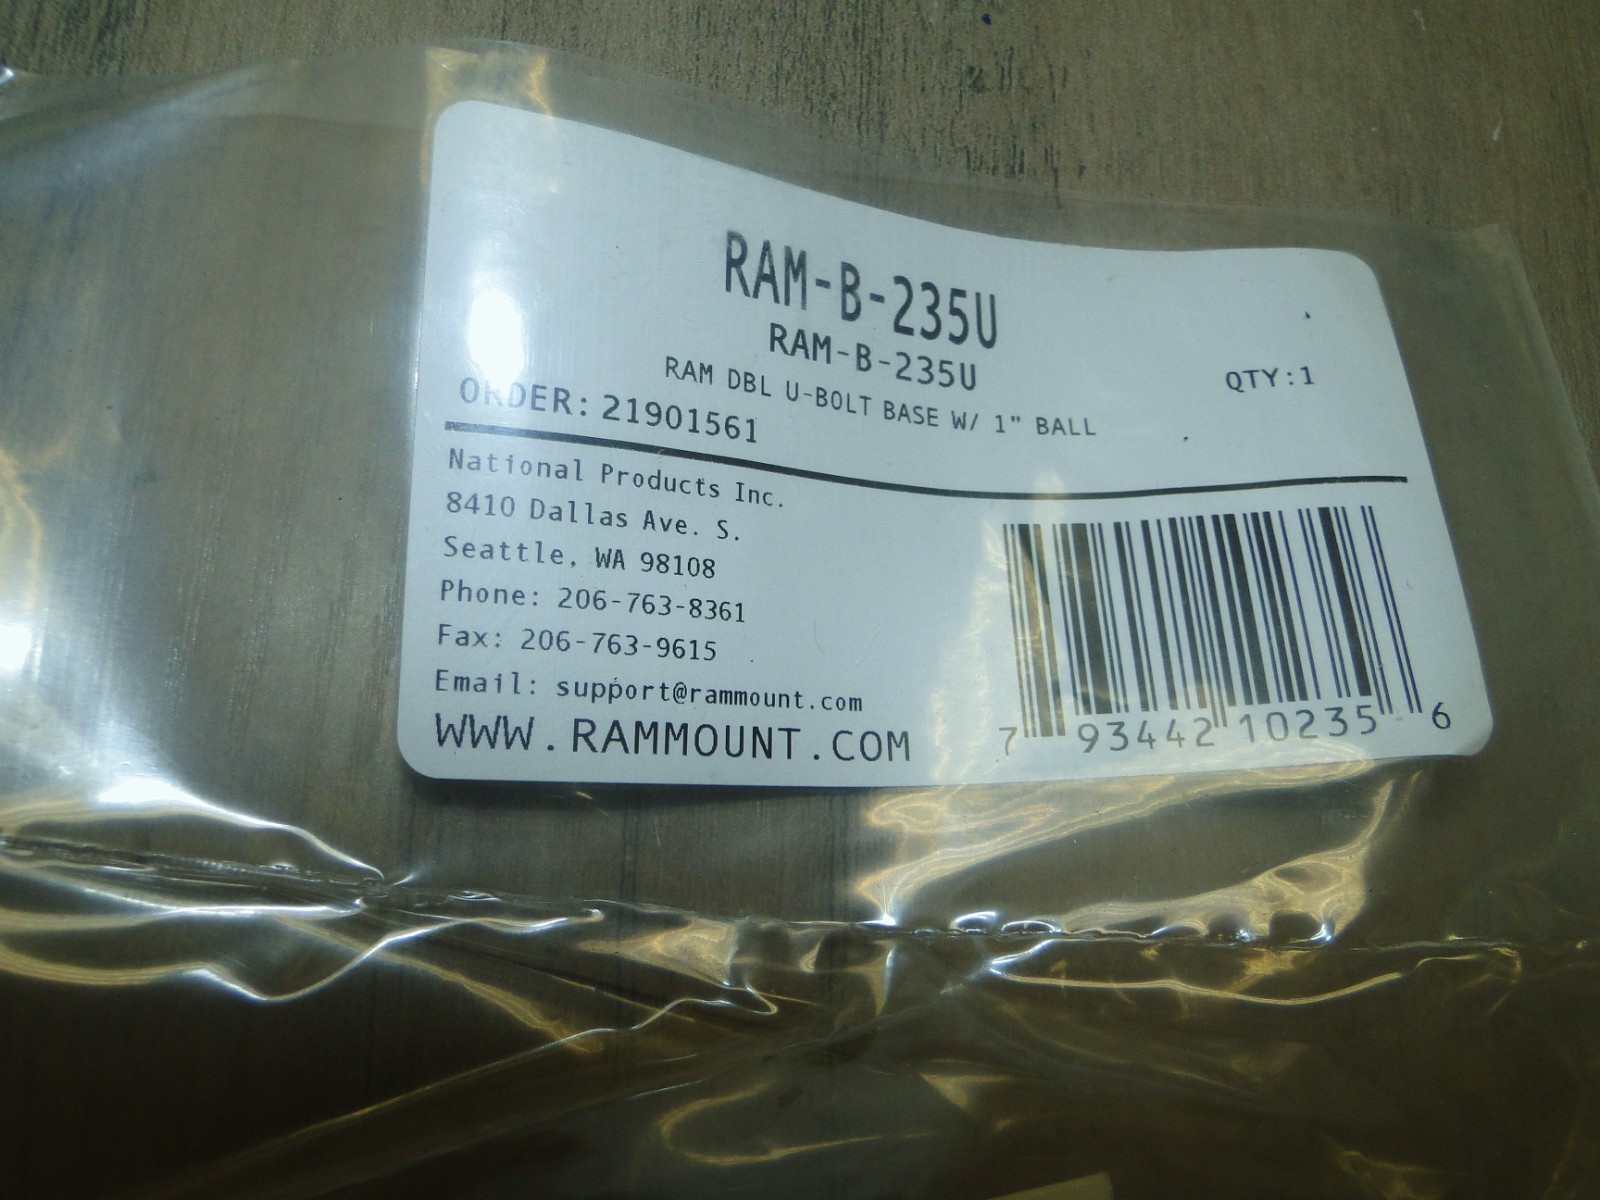 RAM-B-235U
RAM-B-235U
RAM DBL U-BOLT BASE W/ 1" BALL
QTY:1
ORDER: 21901561
National Products Inc.
8410 Dallas Ave. S.
Seattle, WA 98108
Phone: 206-763-8361
Fax: 206-763-9615
Email: support@rammount.com
WWW.RAMMOUNT.COM
7 93442 10235 6